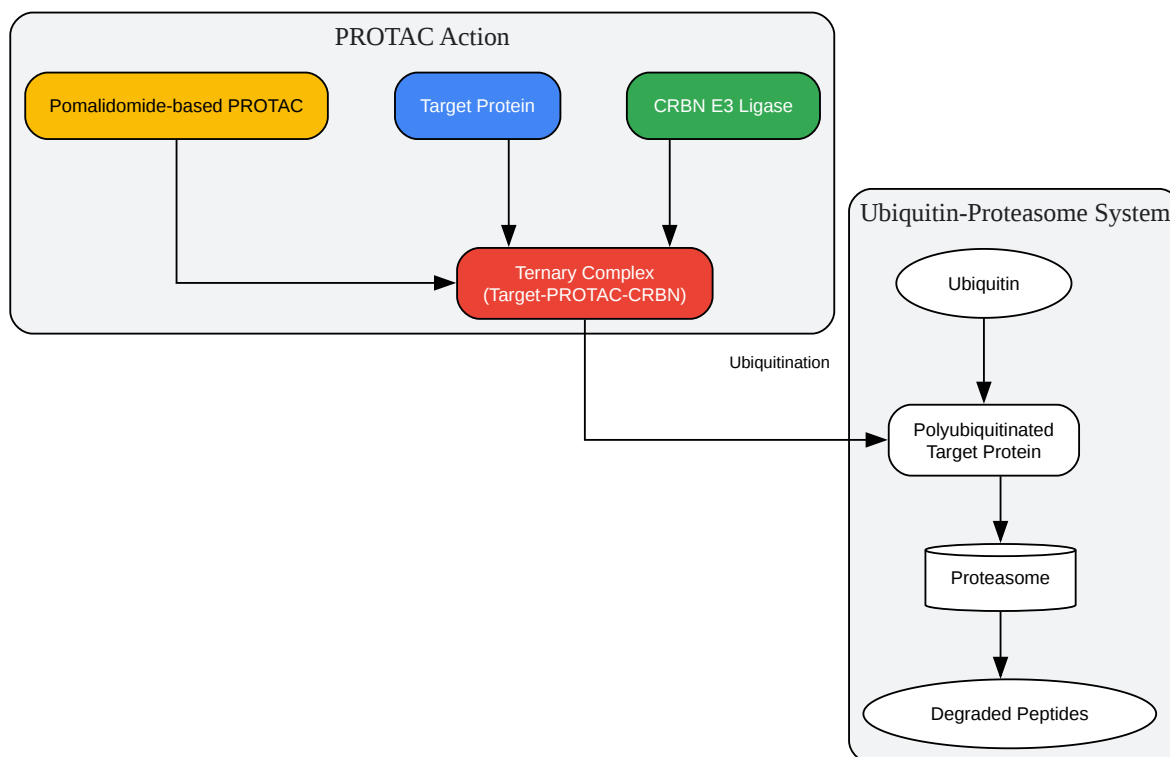 PROTAC Action
Pomalidomide-based PROTAC
Target Protein
CRBN E3 Ligase
Ternary Complex
(Target-PROTAC-CRBN)
Ubiquitination
Ubiquitin-Proteasome System
Ubiquitin
Polyubiquitinated
Target Protein
Proteasome
Degraded Peptides